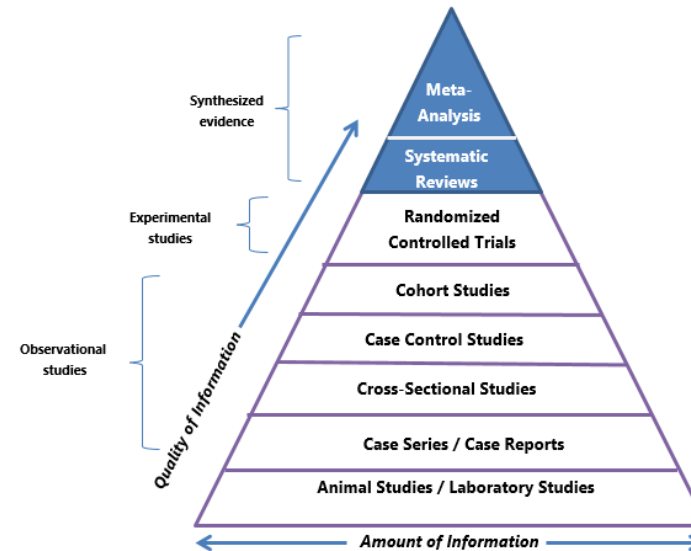 Synthesized
evidence
Meta-
Analysis
Systematic
Reviews
Experimental
studies
Randomized
Controlled Trials
Cohort Studies
Observational
studies
Case Control Studies
Cross-Sectional Studies
Case Series / Case Reports
Animal Studies / Laboratory Studies
Quality of Information
Amount of Information